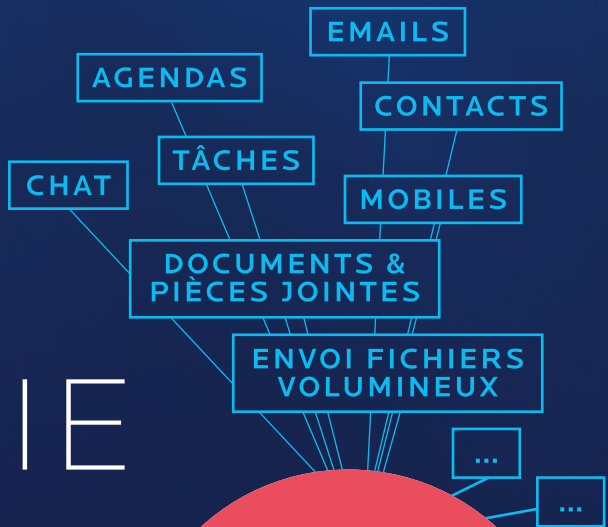 EMAILS
AGENDAS
CONTACTS
TÂCHES
CHAT
MOBILES
DOCUMENTS &
PIÈCES JOINTES
ENVOI FICHIERS
VOLUMINEUX
IE
...
...